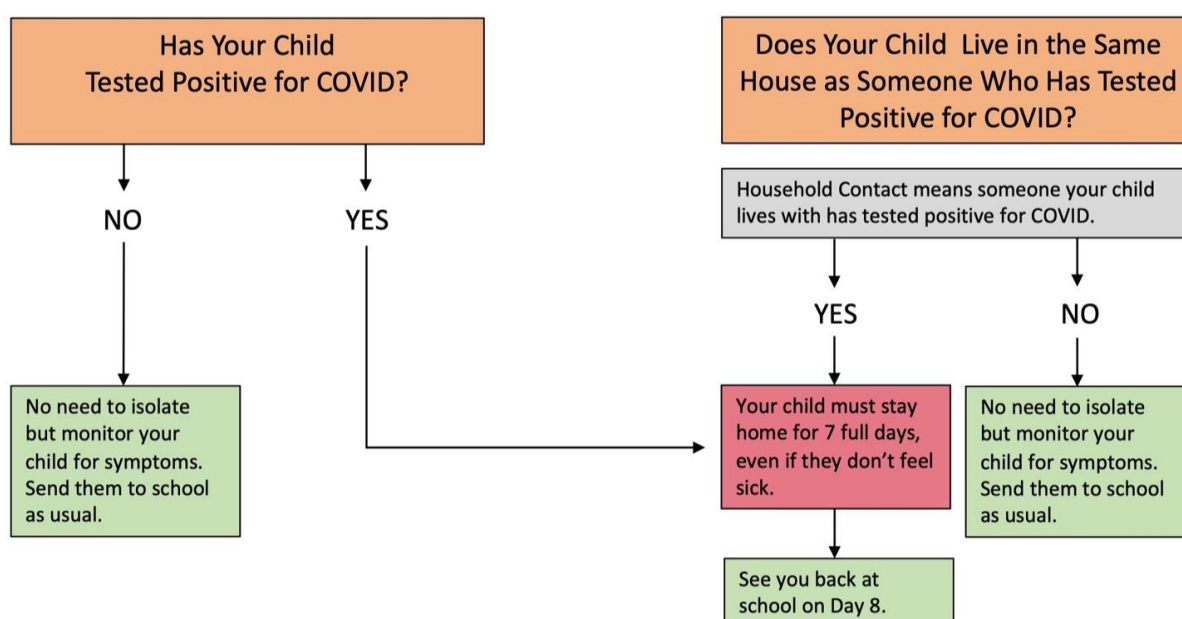 Has Your Child
Tested Positive for COVID?
NO
YES
No need to isolate
but monitor your
child for symptoms.
Send them to school
as usual.
Does Your Child Live in the Same
House as Someone Who Has Tested
Positive for COVID?
Household Contact means someone your child
lives with has tested positive for COVID.
YES
NO
Your child must stay
home for 7 full days,
even if they don’t feel
sick.
No need to isolate
but monitor your
child for symptoms.
Send them to school
as usual.
See you back at
school on Day 8.